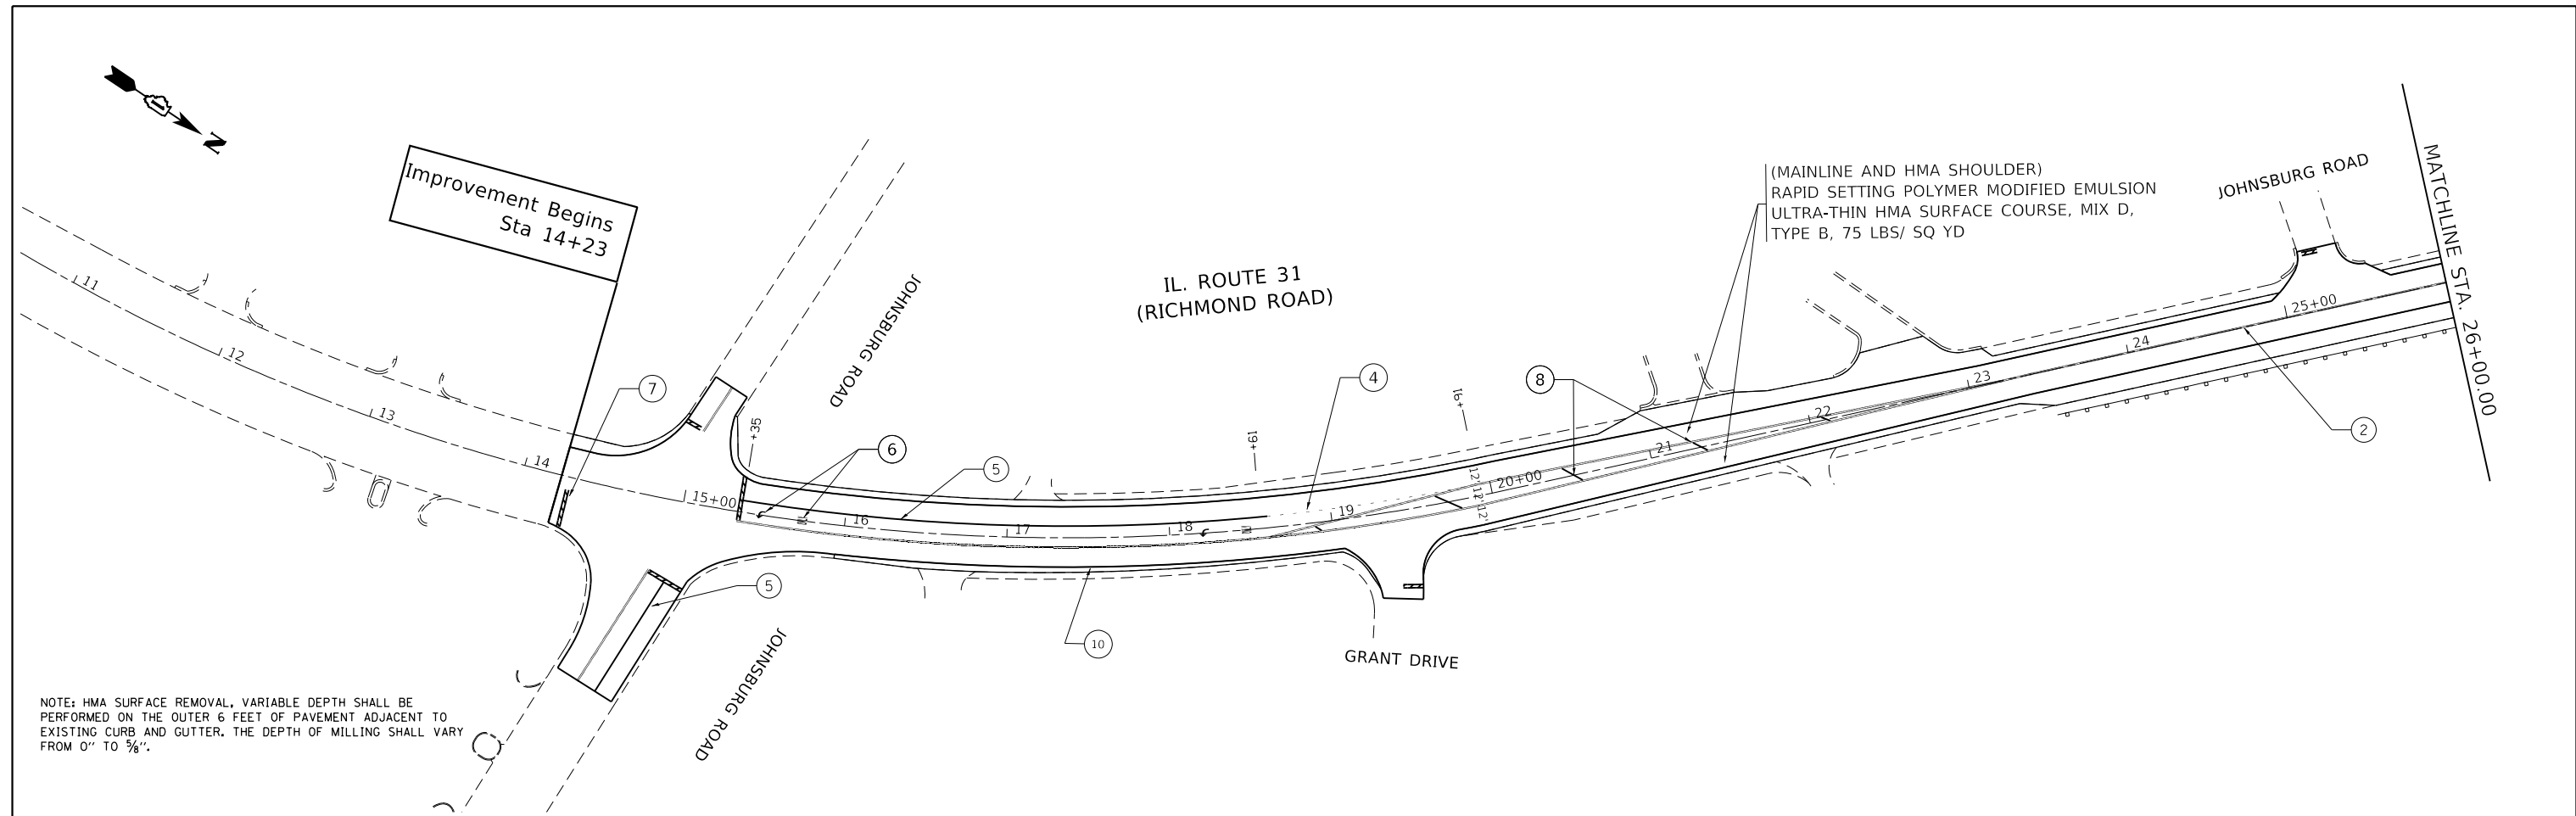 N
Improvement Begins
Sta 14+23
(MAINLINE AND HMA SHOULDER)
RAPID SETTING POLYMER MODIFIED EMULSION
ULTRA-THIN HMA SURFACE COURSE, MIX D,
TYPE B, 75 LBS/ SQ YD
JOHNSBURG ROAD
MATCHLINE STA. 26+00.00
IL. ROUTE 31
(RICHMOND ROAD)
JOHNSBURG ROAD
11
12
13
14
15+00
16
17
18
19
20+00
21
22
23
24
25+00
7
+35
6
5
+61
4
+91
8
12' 12' 12'
2
5
10
GRANT DRIVE
JOHNSBURG ROAD
NOTE: HMA SURFACE REMOVAL, VARIABLE DEPTH SHALL BE
PERFORMED ON THE OUTER 6 FEET OF PAVEMENT ADJACENT TO
EXISTING CURB AND GUTTER. THE DEPTH OF MILLING SHALL VARY
FROM 0" TO ⅝".